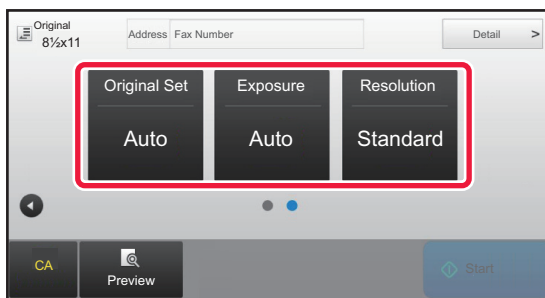 Original
8½x11
Address Fax Number
Detail >
Original Set
Auto
Exposure
Auto
Resolution
Standard
CA
Preview
Start